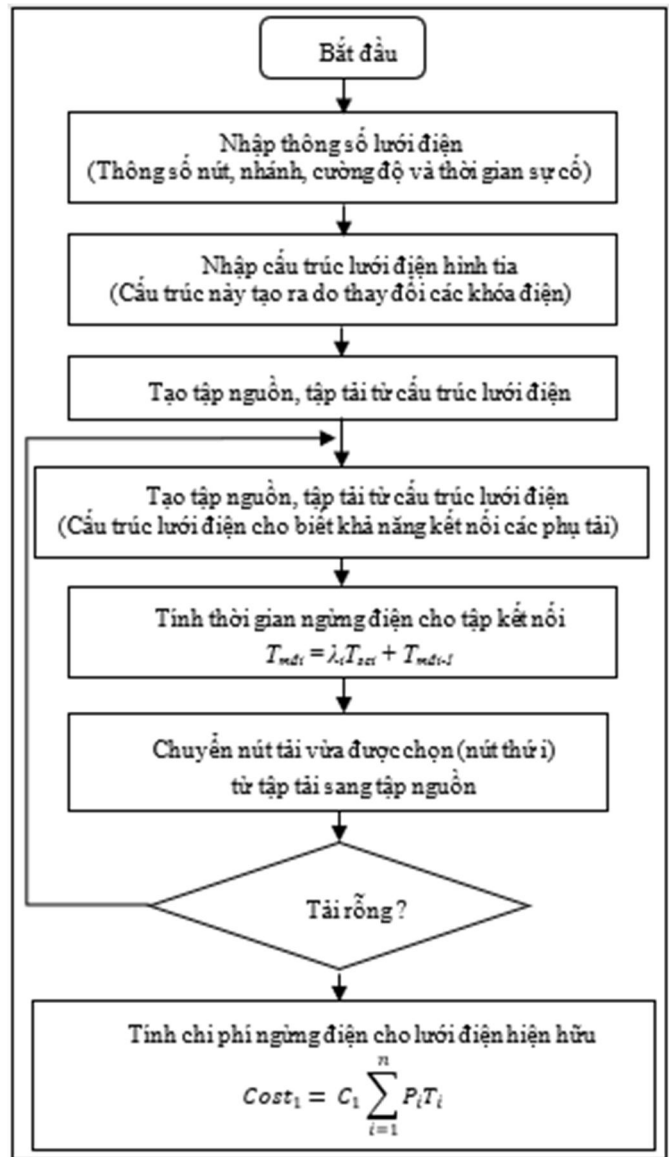 Bắt đầu
Nhập thông số lưới điện
(Thông số nút, nhánh, cường độ và thời gian sự cố)
Nhập cấu trúc lưới điện hình tia
(Cấu trúc này tạo ra do thay đổi các khóa điện)
Tạo tập nguồn, tập tải từ cấu trúc lưới điện
Tạo tập nguồn, tập tải từ cấu trúc lưới điện
(Cấu trúc lưới điện cho biết khả năng kết nối các phụ tải)
Tính thời gian ngừng điện cho tập kết nối
Tmđi = λiTsci + Tmđi-1
Chuyển nút tải vừa được chọn (nút thứ i)
từ tập tải sang tập nguồn
Tải rỗng ?
Tính chi phí ngừng điện cho lưới điện hiện hữu
Cost₁ = C₁ ∑ⁿᵢ₌₁ PᵢTᵢ